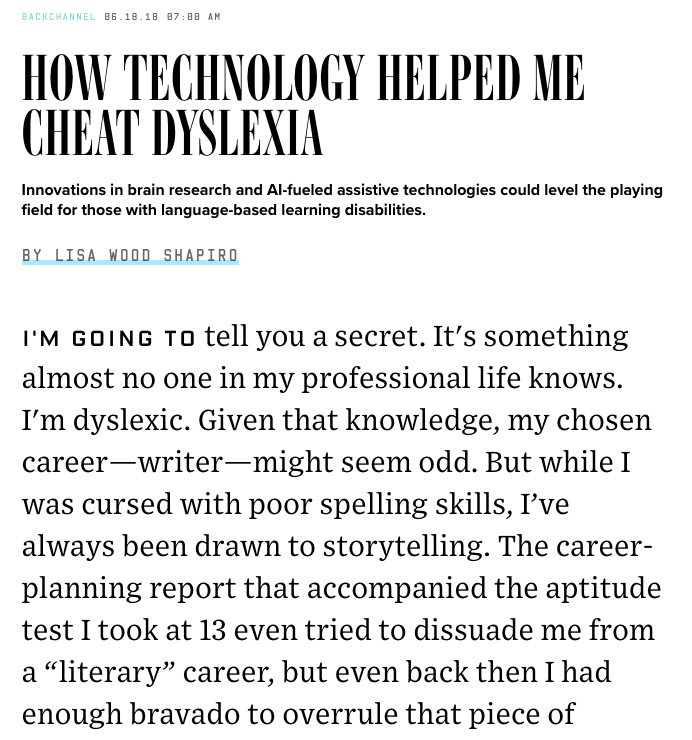 BACKCHANNEL 06.18.18 07:00 AM
HOW TECHNOLOGY HELPED ME
CHEAT DYSLEXIA
Innovations in brain research and AI-fueled assistive technologies could level the playing
field for those with language-based learning disabilities.
BY LISA WOOD SHAPIRO
I'M GOING TO tell you a secret. It's something
almost no one in my professional life knows.
I'm dyslexic. Given that knowledge, my chosen
career—writer—might seem odd. But while I
was cursed with poor spelling skills, I’ve
always been drawn to storytelling. The career-
planning report that accompanied the aptitude
test I took at 13 even tried to dissuade me from
a “literary” career, but even back then I had
enough bravado to overrule that piece of